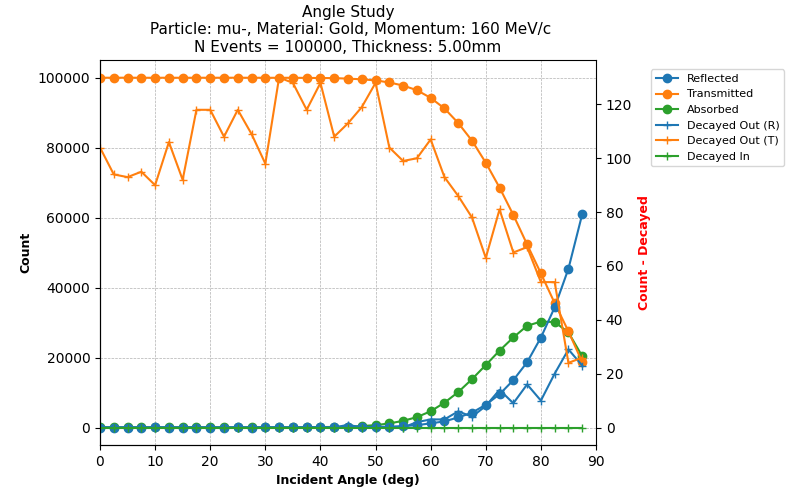 Angle Study
Particle: mu-, Material: Gold, Momentum: 160 MeV/c
N Events = 100000, Thickness: 5.00mm
100000
80000
60000
40000
20000
0
Count
0 10 20 30 40 50 60 70 80 90
Incident Angle (deg)
120
100
80
60
40
20
0
Count - Decayed
Reflected
Transmitted
Absorbed
Decayed Out (R)
Decayed Out (T)
Decayed In